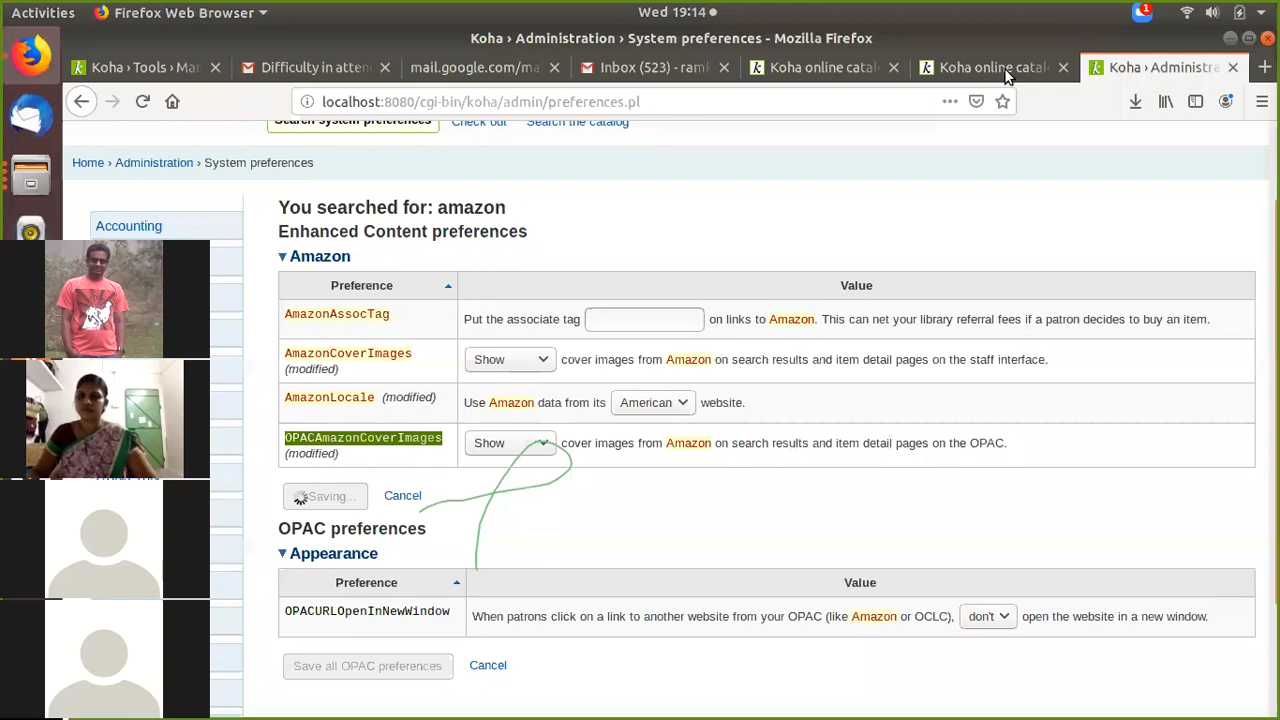 Activities Firefox Web Browser Wed 19:14 1
Koha › Administration › System preferences - Mozilla Firefox
Koha › Tools › Mar Difficulty in atten mail.google.com/ma Inbox (523) - raml Koha online catal Koha online catal Koha › Administra
localhost:8080/cgi-bin/koha/admin/preferences.pl
Search system preferences Check out Search the catalog
Home › Administration › System preferences
Accounting
You searched for: amazon
Enhanced Content preferences
Amazon
Preference Value
AmazonAssocTag Put the associate tag on links to Amazon. This can net your library referral fees if a patron decides to buy an item.
AmazonCoverImages (modified) Show cover images from Amazon on search results and item detail pages on the staff interface.
AmazonLocale (modified) Use Amazon data from its American website.
OPACAmazonCoverImages (modified) Show cover images from Amazon on search results and item detail pages on the OPAC.
Saving... Cancel
OPAC preferences
Appearance
Preference Value
OPACURLOpenInNewWindow When patrons click on a link to another website from your OPAC (like Amazon or OCLC), don't open the website in a new window.
Save all OPAC preferences Cancel